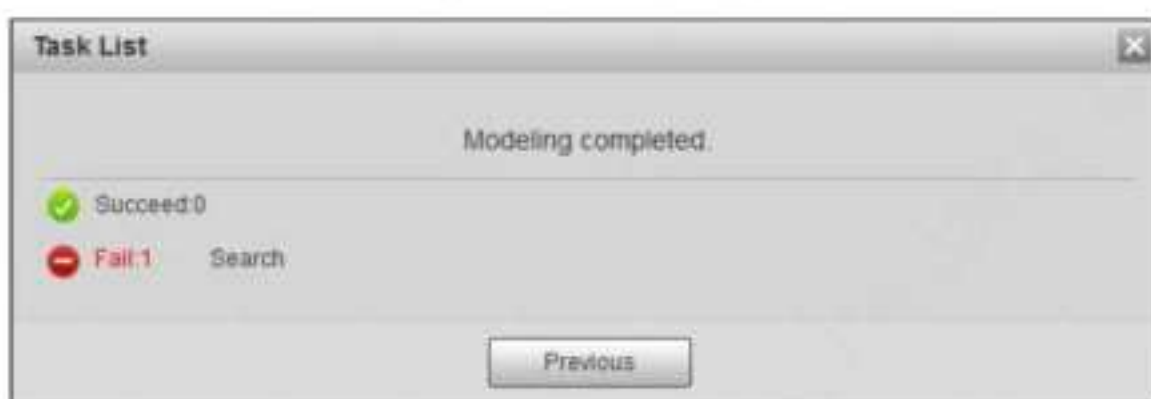 Task List
Modeling completed.
Succeed:0
Fail:1 Search
Previous